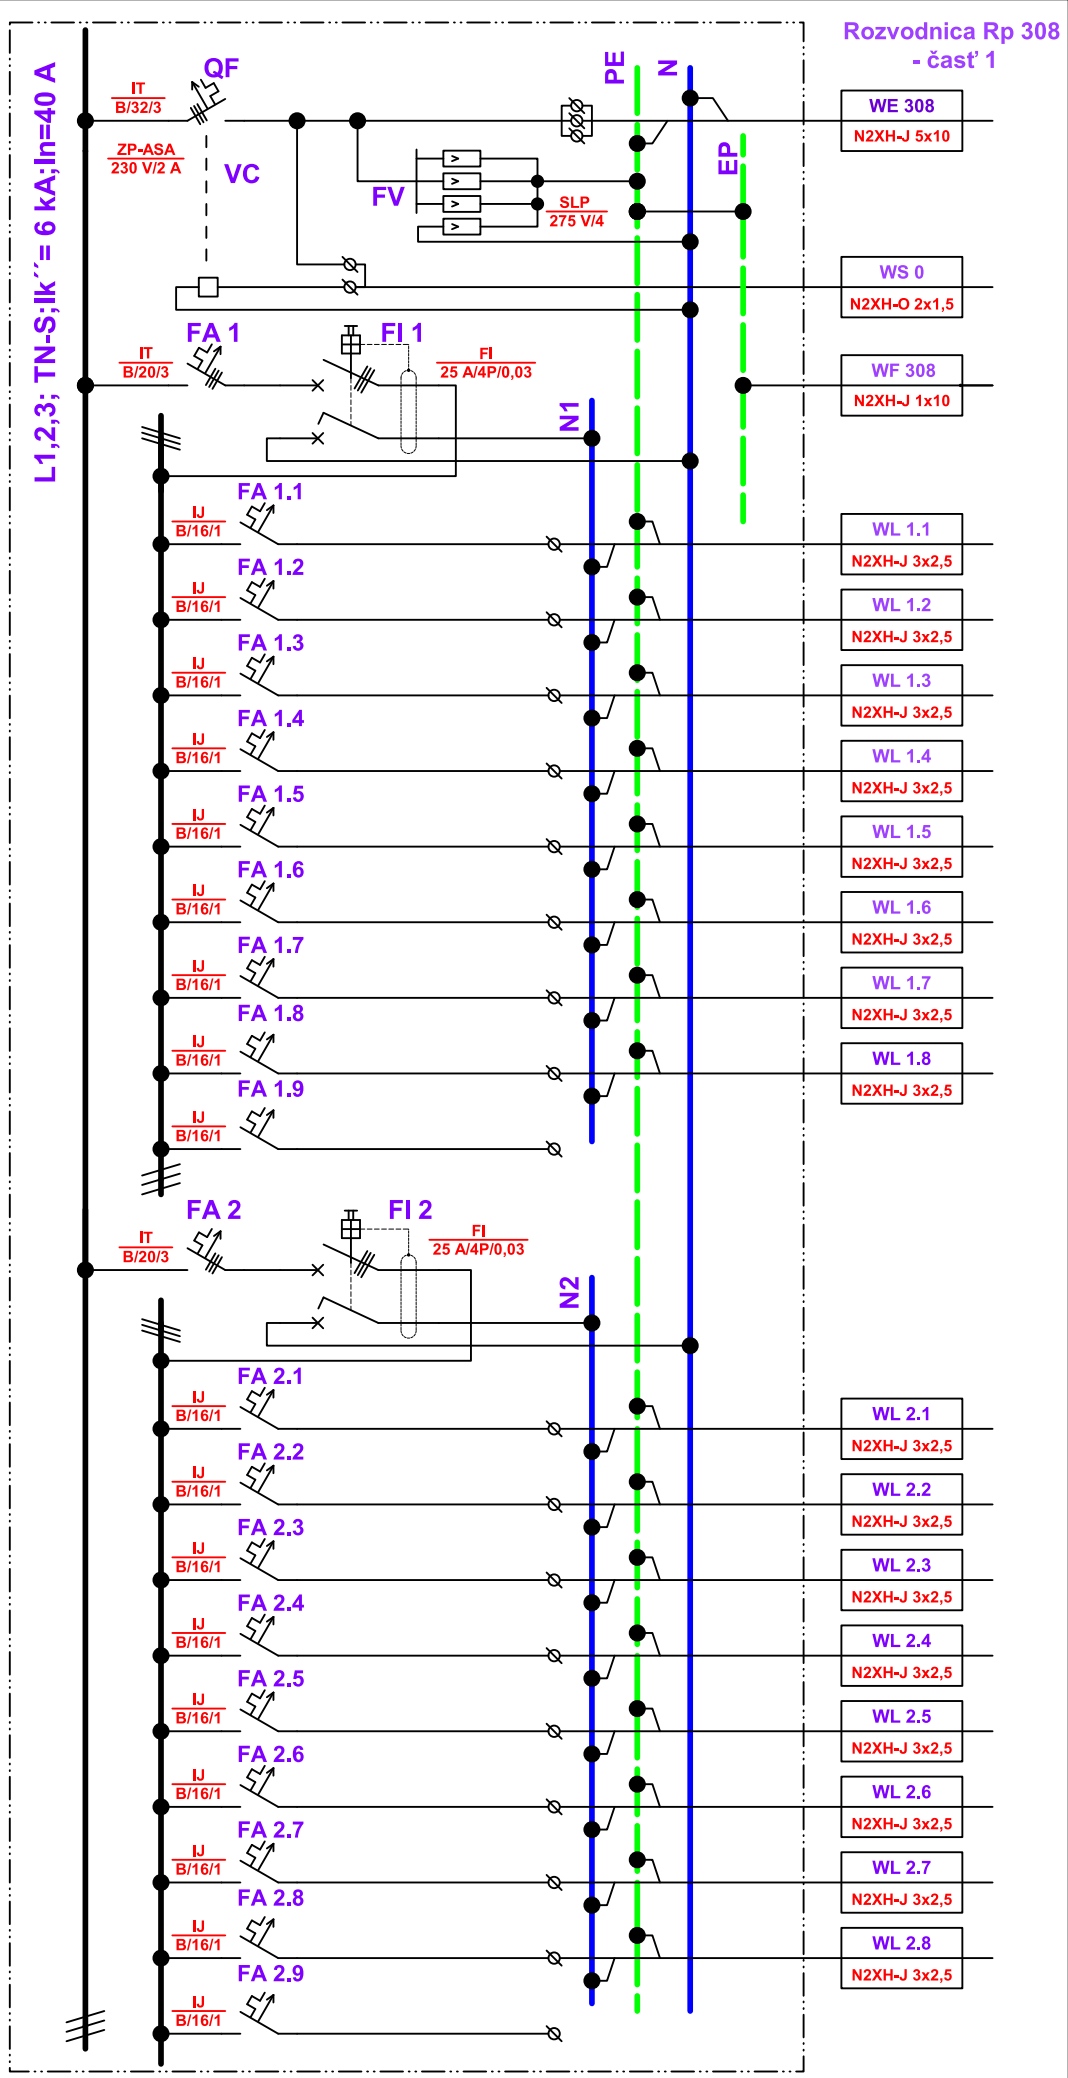 Rozvodnica Rp 308
- časť 1
L1,2,3; TN-S;Ik´´= 6 kA;In=40 A
QF
IT
B/32/3
ZP-ASA
230 V/2 A
VC
FV
SLP
275 V/4
PE
N
EP
WE 308
N2XH-J 5x10
WS 0
N2XH-O 2x1,5
FA 1
FI 1
IT
B/20/3
FI
25 A/4P/0,03
WF 308
N2XH-J 1x10
N1
FA 1.1
IJ
B/16/1
WL 1.1
N2XH-J 3x2,5
FA 1.2
IJ
B/16/1
WL 1.2
N2XH-J 3x2,5
FA 1.3
IJ
B/16/1
WL 1.3
N2XH-J 3x2,5
FA 1.4
IJ
B/16/1
WL 1.4
N2XH-J 3x2,5
FA 1.5
IJ
B/16/1
WL 1.5
N2XH-J 3x2,5
FA 1.6
IJ
B/16/1
WL 1.6
N2XH-J 3x2,5
FA 1.7
IJ
B/16/1
WL 1.7
N2XH-J 3x2,5
FA 1.8
IJ
B/16/1
WL 1.8
N2XH-J 3x2,5
FA 1.9
IJ
B/16/1
FA 2
FI 2
IT
B/20/3
FI
25 A/4P/0,03
N2
FA 2.1
IJ
B/16/1
WL 2.1
N2XH-J 3x2,5
FA 2.2
IJ
B/16/1
WL 2.2
N2XH-J 3x2,5
FA 2.3
IJ
B/16/1
WL 2.3
N2XH-J 3x2,5
FA 2.4
IJ
B/16/1
WL 2.4
N2XH-J 3x2,5
FA 2.5
IJ
B/16/1
WL 2.5
N2XH-J 3x2,5
FA 2.6
IJ
B/16/1
WL 2.6
N2XH-J 3x2,5
FA 2.7
IJ
B/16/1
WL 2.7
N2XH-J 3x2,5
FA 2.8
IJ
B/16/1
WL 2.8
N2XH-J 3x2,5
FA 2.9
IJ
B/16/1